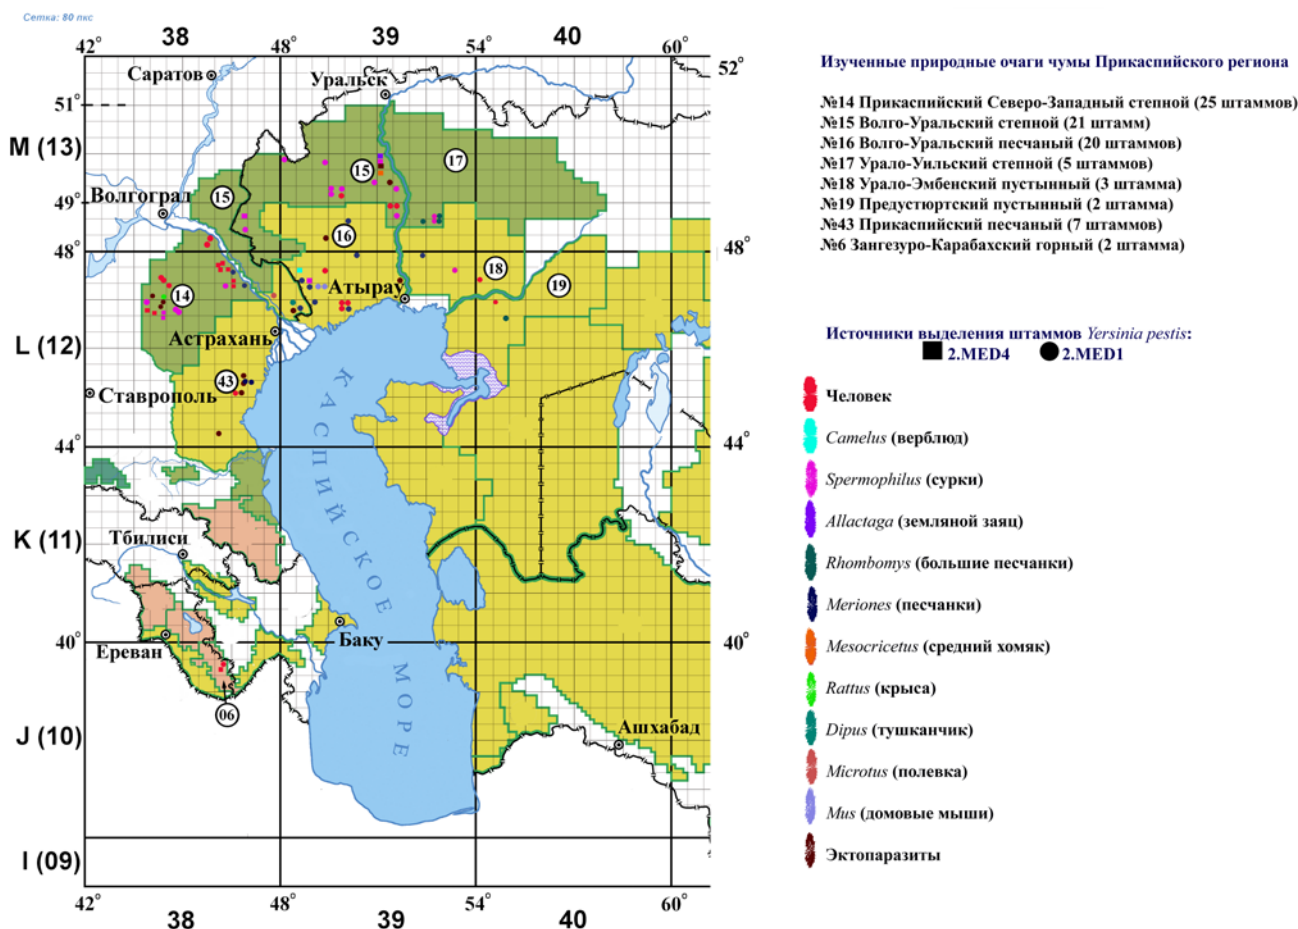 Сетка: 80 пкс
38
39
40
42°
48°
54°
60°
52°
Саратов
Уральск
51°
М (13)
17
15
15
49°
Волгоград
16
48°
48°
18
19
14
Атырау
Астрахань
L (12)
43
Ставрополь
44°
44°
КАСПИЙСКОЕ МОРЕ
К (11)
Тбилиси
Баку
40°
40°
Ереван
06
J (10)
Ашхабад
I (09)
42°
48°
54°
60°
38
39
40
Изученные природные очаги чумы Прикаспийского региона
№14 Прикаспийский Северо-Западный степной (25 штаммов)
№15 Волго-Уральский степной (21 штамм)
№16 Волго-Уральский песчаный (20 штаммов)
№17 Урало-Уильский степной (5 штаммов)
№18 Урало-Эмбенский пустынный (3 штамма)
№19 Предустюртский пустынный (2 штамма)
№43 Прикаспийский песчаный (7 штаммов)
№6 Зангезуро-Карабахский горный (2 штамма)
Источники выделения штаммов Yersinia pestis:
2.MED4 2.MED1
Человек
Camelus (верблюд)
Spermophilus (сурки)
Allactaga (земляной заяц)
Rhombomys (большие песчанки)
Meriones (песчанки)
Mesocricetus (средний хомяк)
Rattus (крыса)
Dipus (тушканчик)
Microtus (полевка)
Mus (домовые мыши)
Эктопаразиты